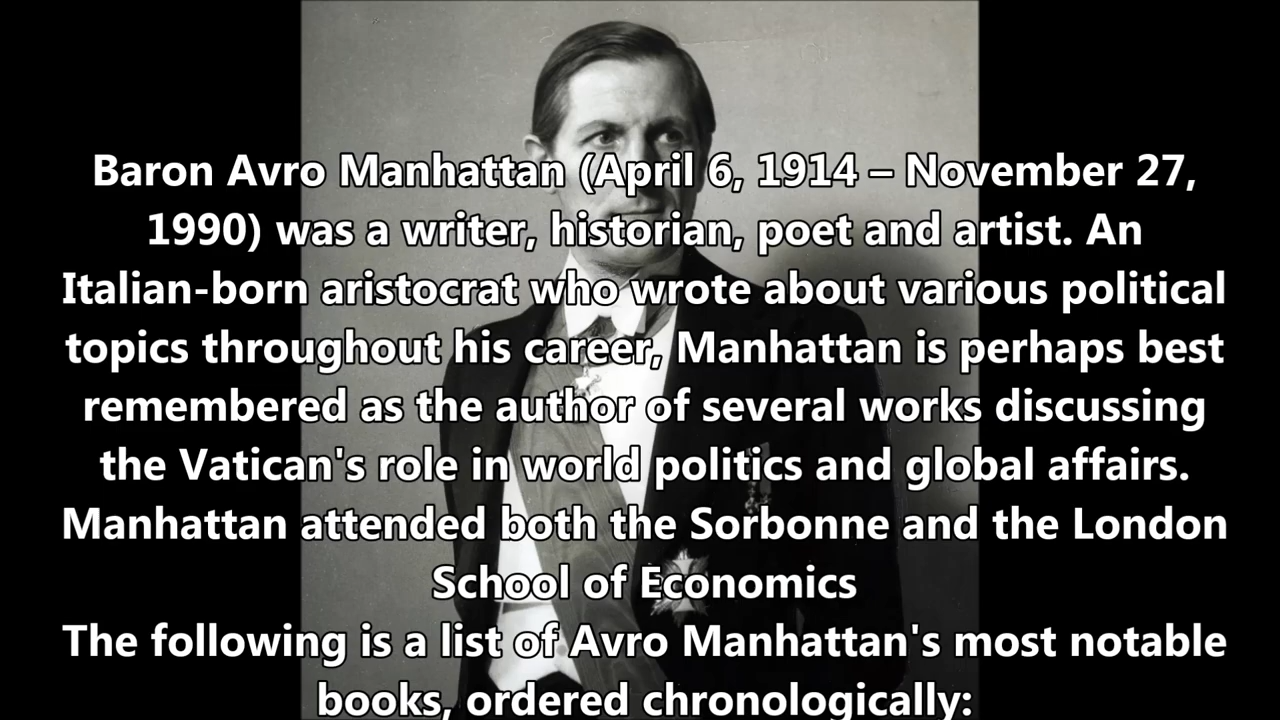 Baron Avro Manhattan (April 6, 1914 – November 27,
1990) was a writer, historian, poet and artist. An
Italian-born aristocrat who wrote about various political
topics throughout his career, Manhattan is perhaps best
remembered as the author of several works discussing
the Vatican's role in world politics and global affairs.
Manhattan attended both the Sorbonne and the London
School of Economics
The following is a list of Avro Manhattan's most notable
books, ordered chronologically: